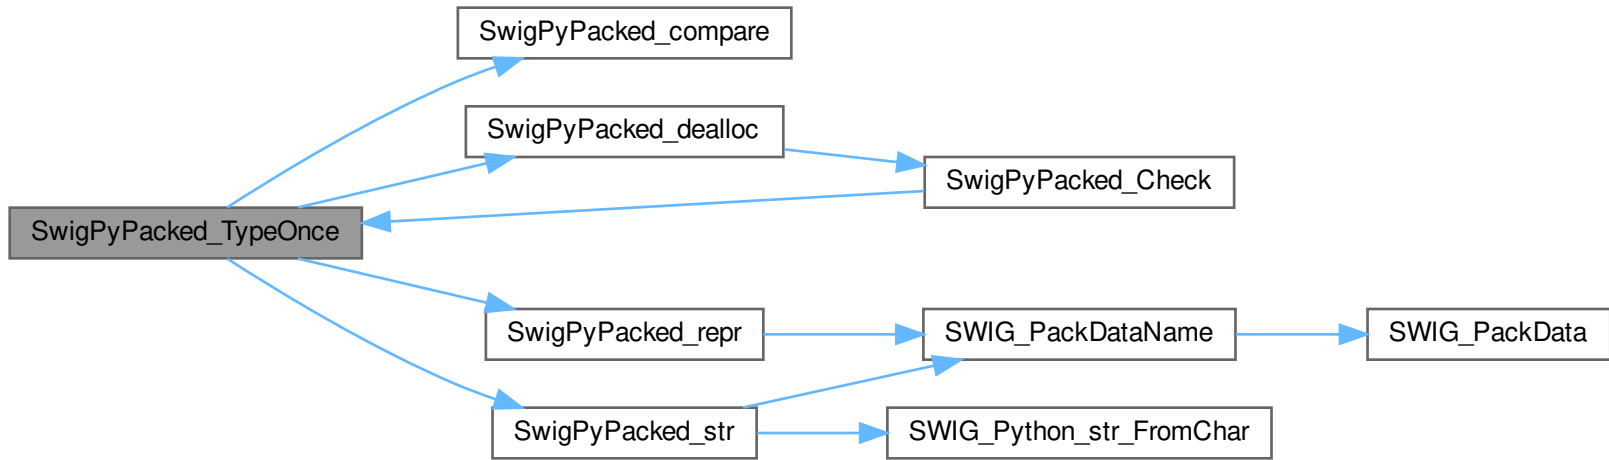 SwigPyPacked_compare
SwigPyPacked_dealloc
SwigPyPacked_Check
SwigPyPacked_TypeOnce
SwigPyPacked_repr
SWIG_PackDataName
SWIG_PackData
SwigPyPacked_str
SWIG_Python_str_FromChar